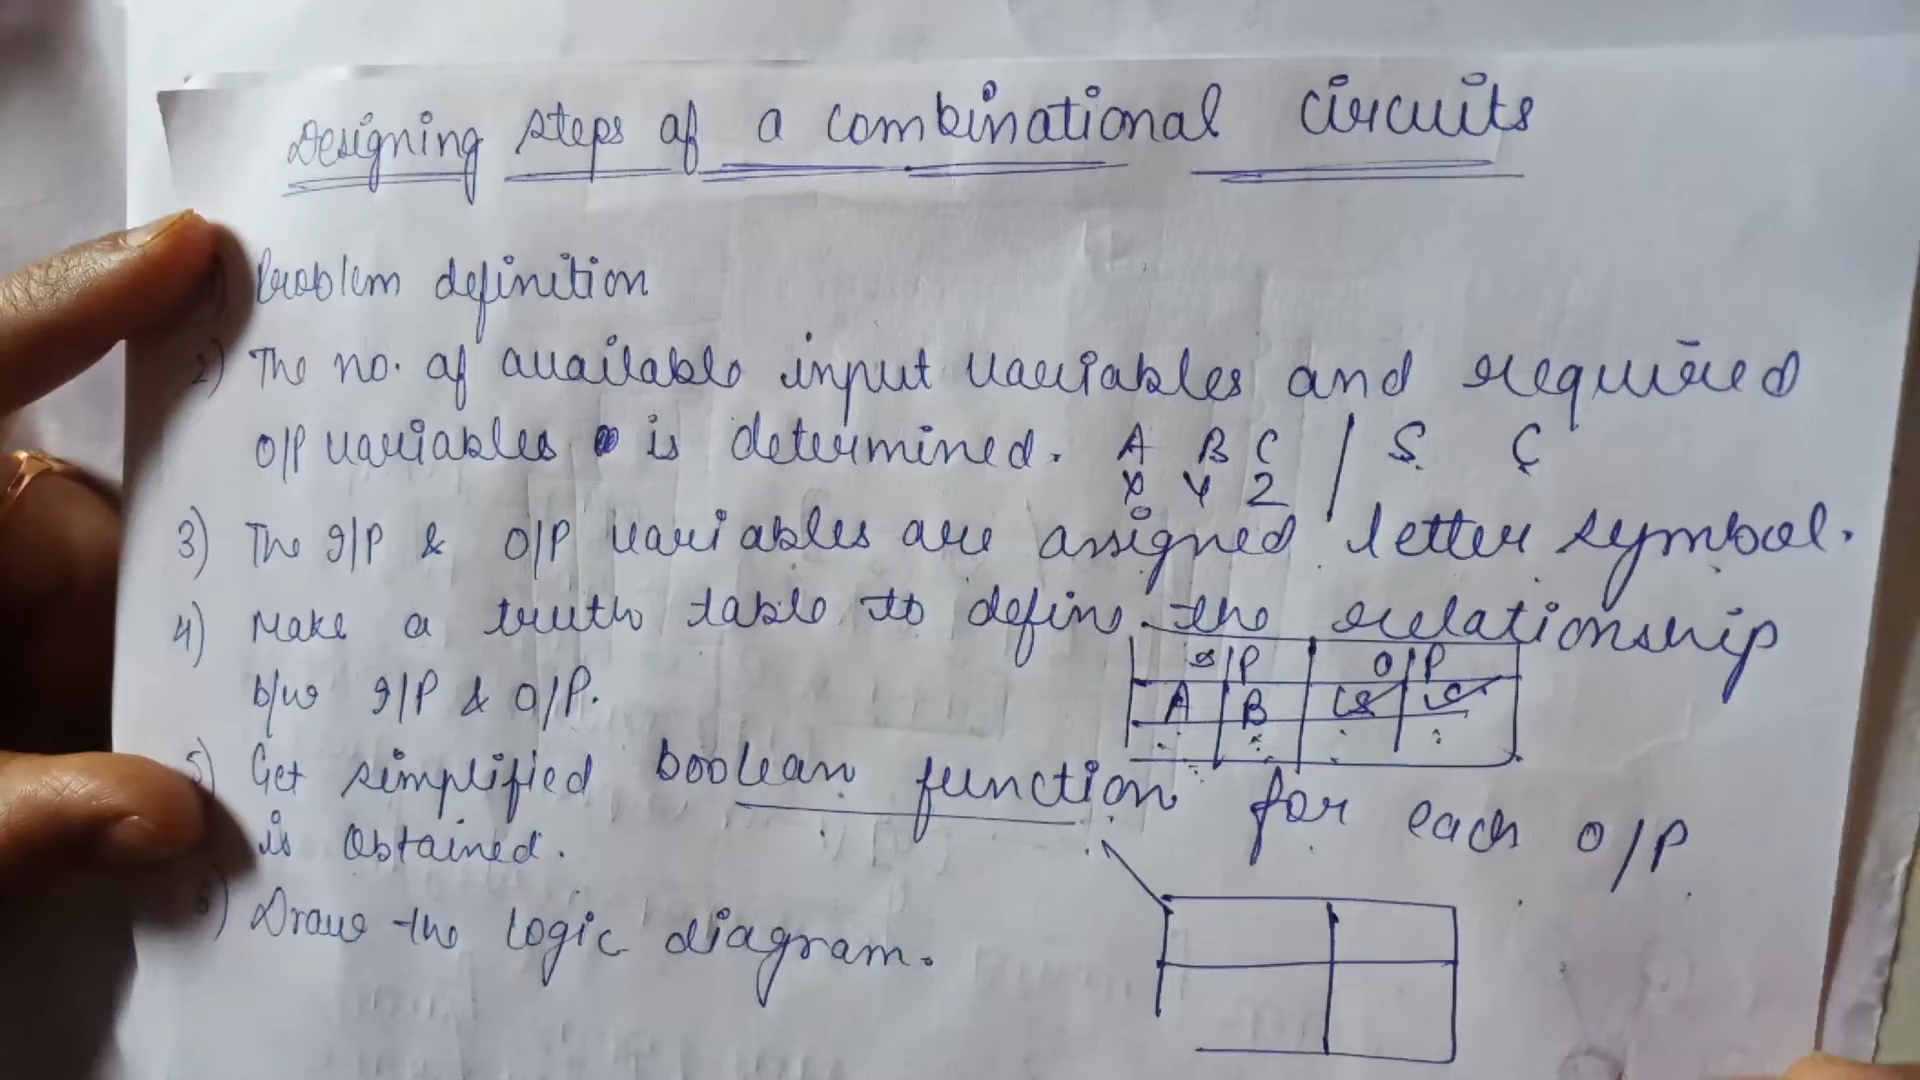 Designing steps of a combinational circuits
1) Problem definition
2) The no. of available input variables and required
O/P variables is determined. A B C / S C
X Y Z
3) The I/P & O/P variables are assigned letter symbol.
4) Make a truth table to define the relationship
b/w I/P & O/P.
I/P O/P
A B S C
5) Get simplified boolean function for each O/P
is obtained.
6) Draw the logic diagram.